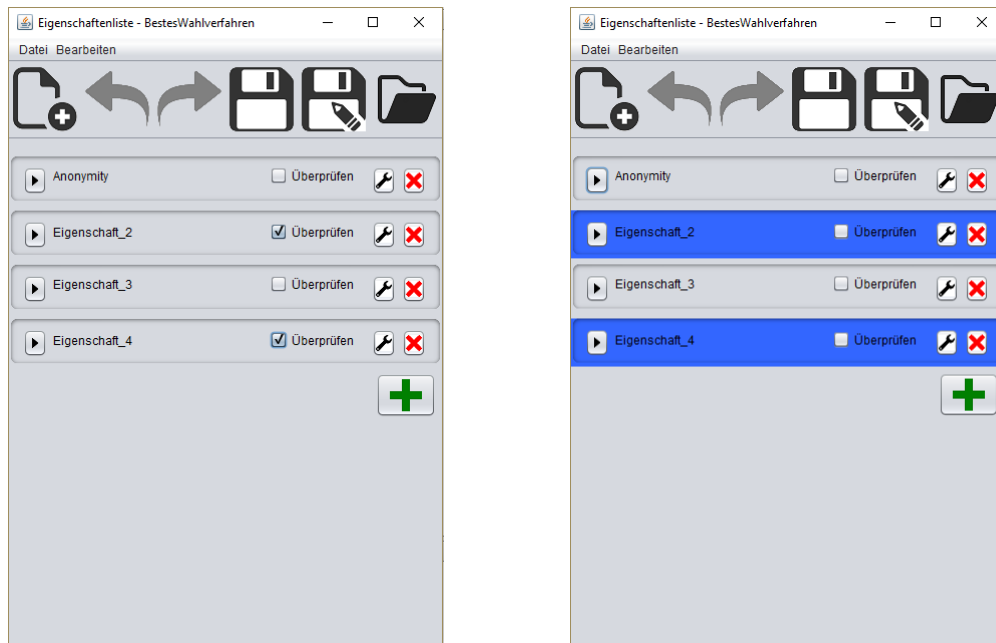 Eigenschaftenliste - BestesWahlverfahren
Datei Bearbeiten
Anonymity Überprüfen
Eigenschaft_2 Überprüfen
Eigenschaft_3 Überprüfen
Eigenschaft_4 Überprüfen
Eigenschaftenliste - BestesWahlverfahren
Datei Bearbeiten
Anonymity Überprüfen
Eigenschaft_2 Überprüfen
Eigenschaft_3 Überprüfen
Eigenschaft_4 Überprüfen